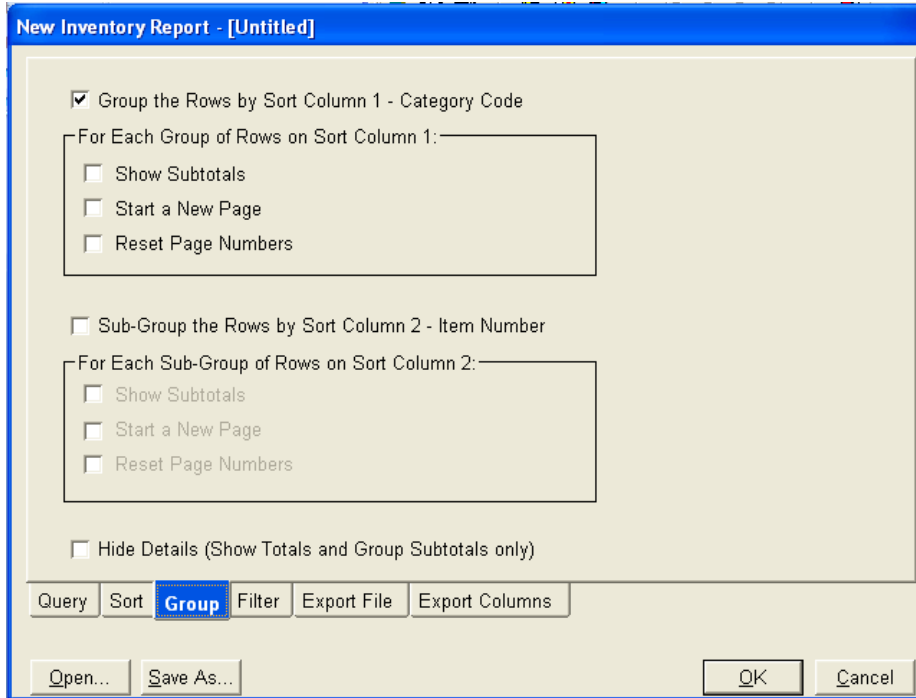 New Inventory Report - [Untitled]
Group the Rows by Sort Column 1 - Category Code
For Each Group of Rows on Sort Column 1:
Show Subtotals
Start a New Page
Reset Page Numbers
Sub-Group the Rows by Sort Column 2 - Item Number
For Each Sub-Group of Rows on Sort Column 2:
Show Subtotals
Start a New Page
Reset Page Numbers
Hide Details (Show Totals and Group Subtotals only)
Query Sort Group Filter Export File Export Columns
Open... Save As... OK Cancel